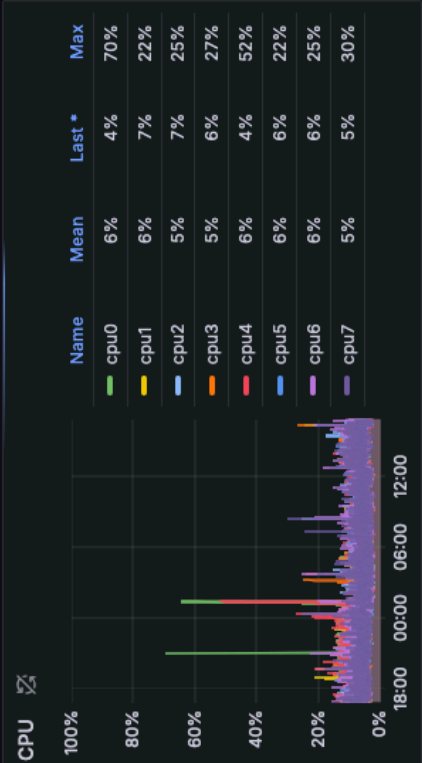 CPU
100%
80%
60%
40%
20%
0%
18:00 00:00 06:00 12:00
Name Mean Last * Max
cpu0 6% 4% 70%
cpu1 6% 7% 22%
cpu2 5% 7% 25%
cpu3 5% 6% 27%
cpu4 6% 4% 52%
cpu5 6% 6% 22%
cpu6 6% 6% 25%
cpu7 5% 5% 30%